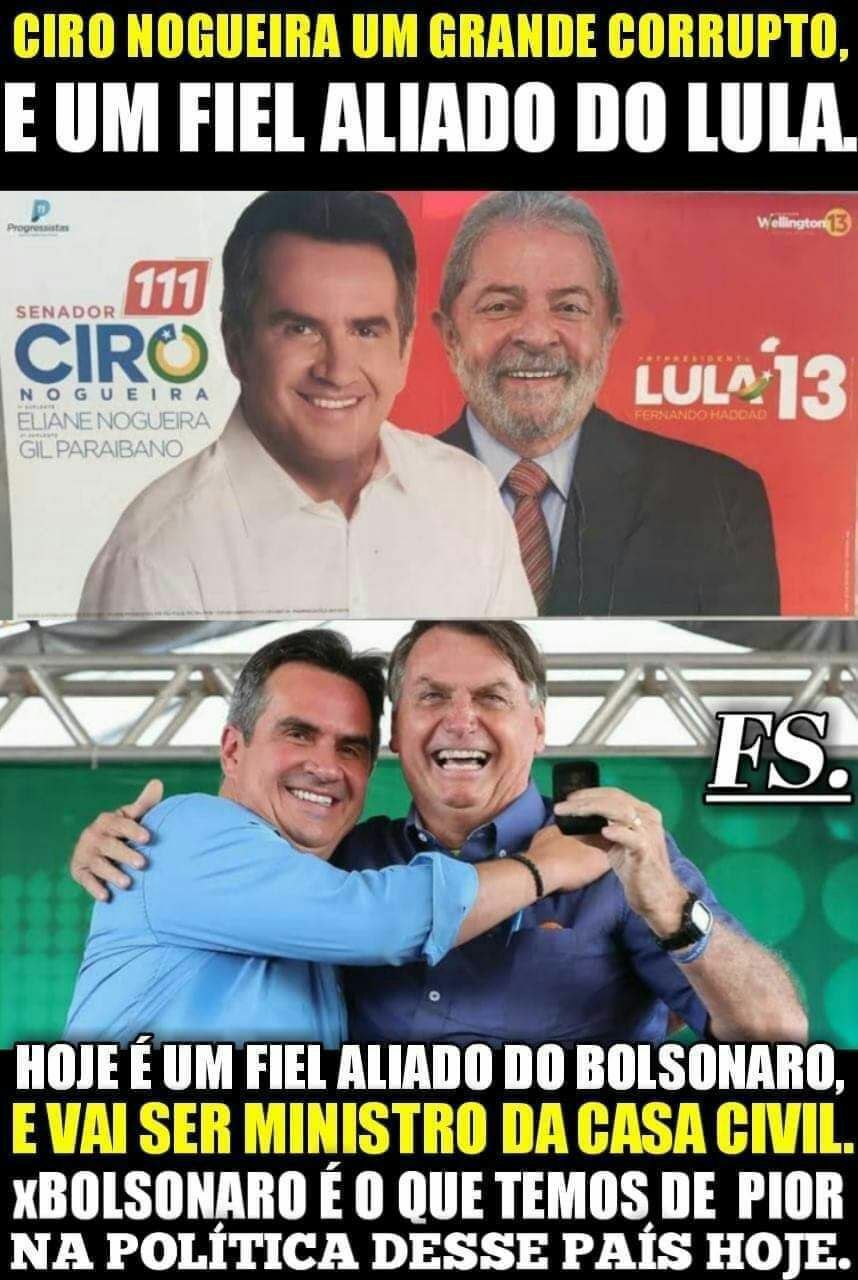 CIRO NOGUEIRA UM GRANDE CORRUPTO,
E UM FIEL ALIADO DO LULA.
Progressistas
Wellington 13
111
SENADOR
CIRO
NOGUEIRA
ELIANE NOGUEIRA
GIL PARAIBANO
LULA 13
FERNANDO HADDAD
FS.
HOJE É UM FIEL ALIADO DO BOLSONARO,
E VAI SER MINISTRO DA CASA CIVIL.
xBOLSONARO É O QUE TEMOS DE PIOR
NA POLÍTICA DESSE PAÍS HOJE.